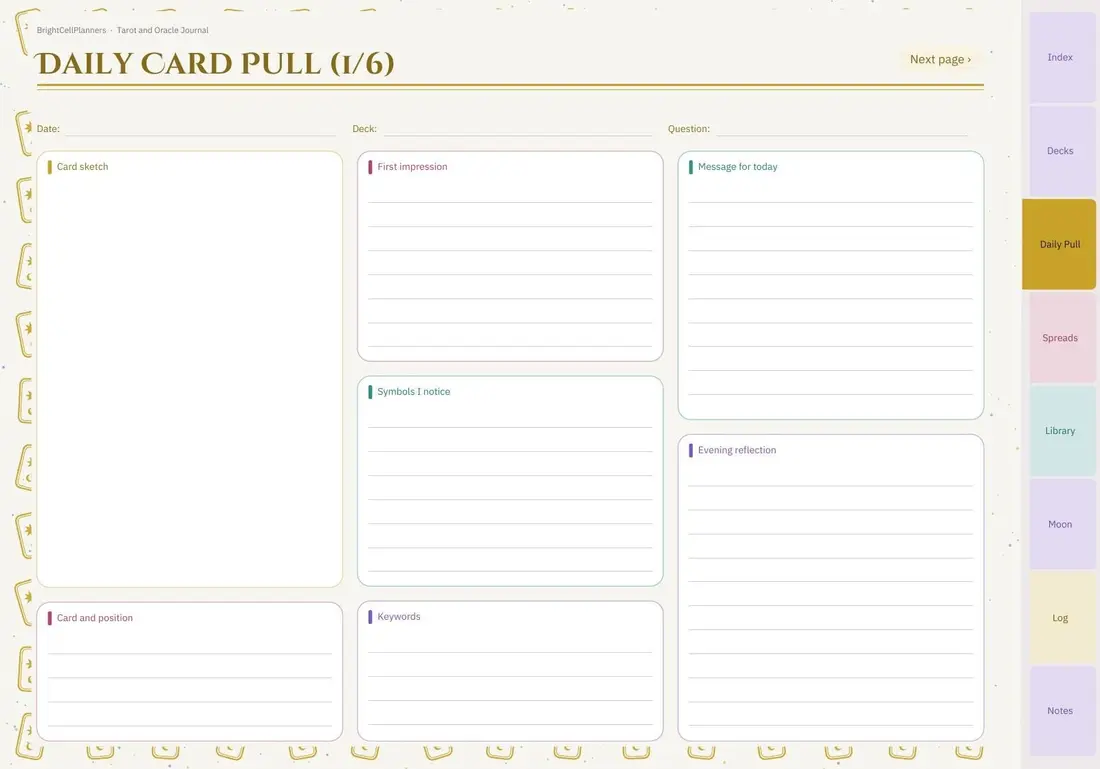 BrightCellPlanners · Tarot and Oracle Journal
Daily Card Pull (1/6)
Next page ›
Date:
Deck:
Question:
Card sketch
First impression
Message for today
Symbols I notice
Evening reflection
Card and position
Keywords
Index
Decks
Daily Pull
Spreads
Library
Moon
Log
Notes